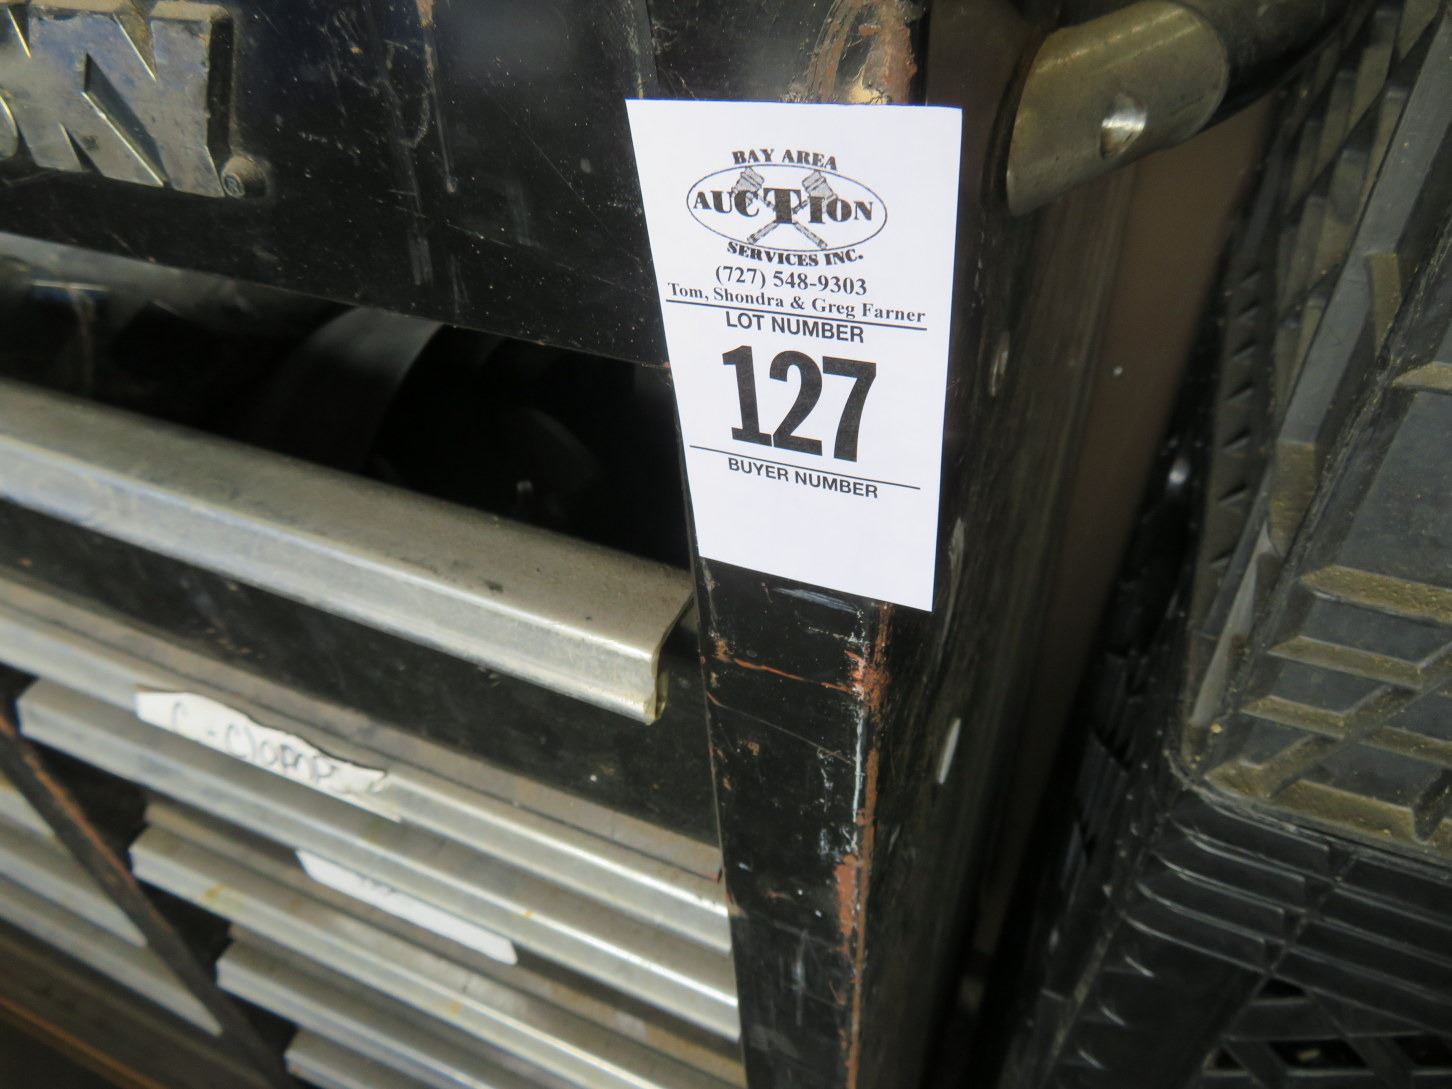 BAY AREA
AUCTION
SERVICES INC.
(727) 548-9303
Tom, Shondra & Greg Farner
LOT NUMBER
127
BUYER NUMBER